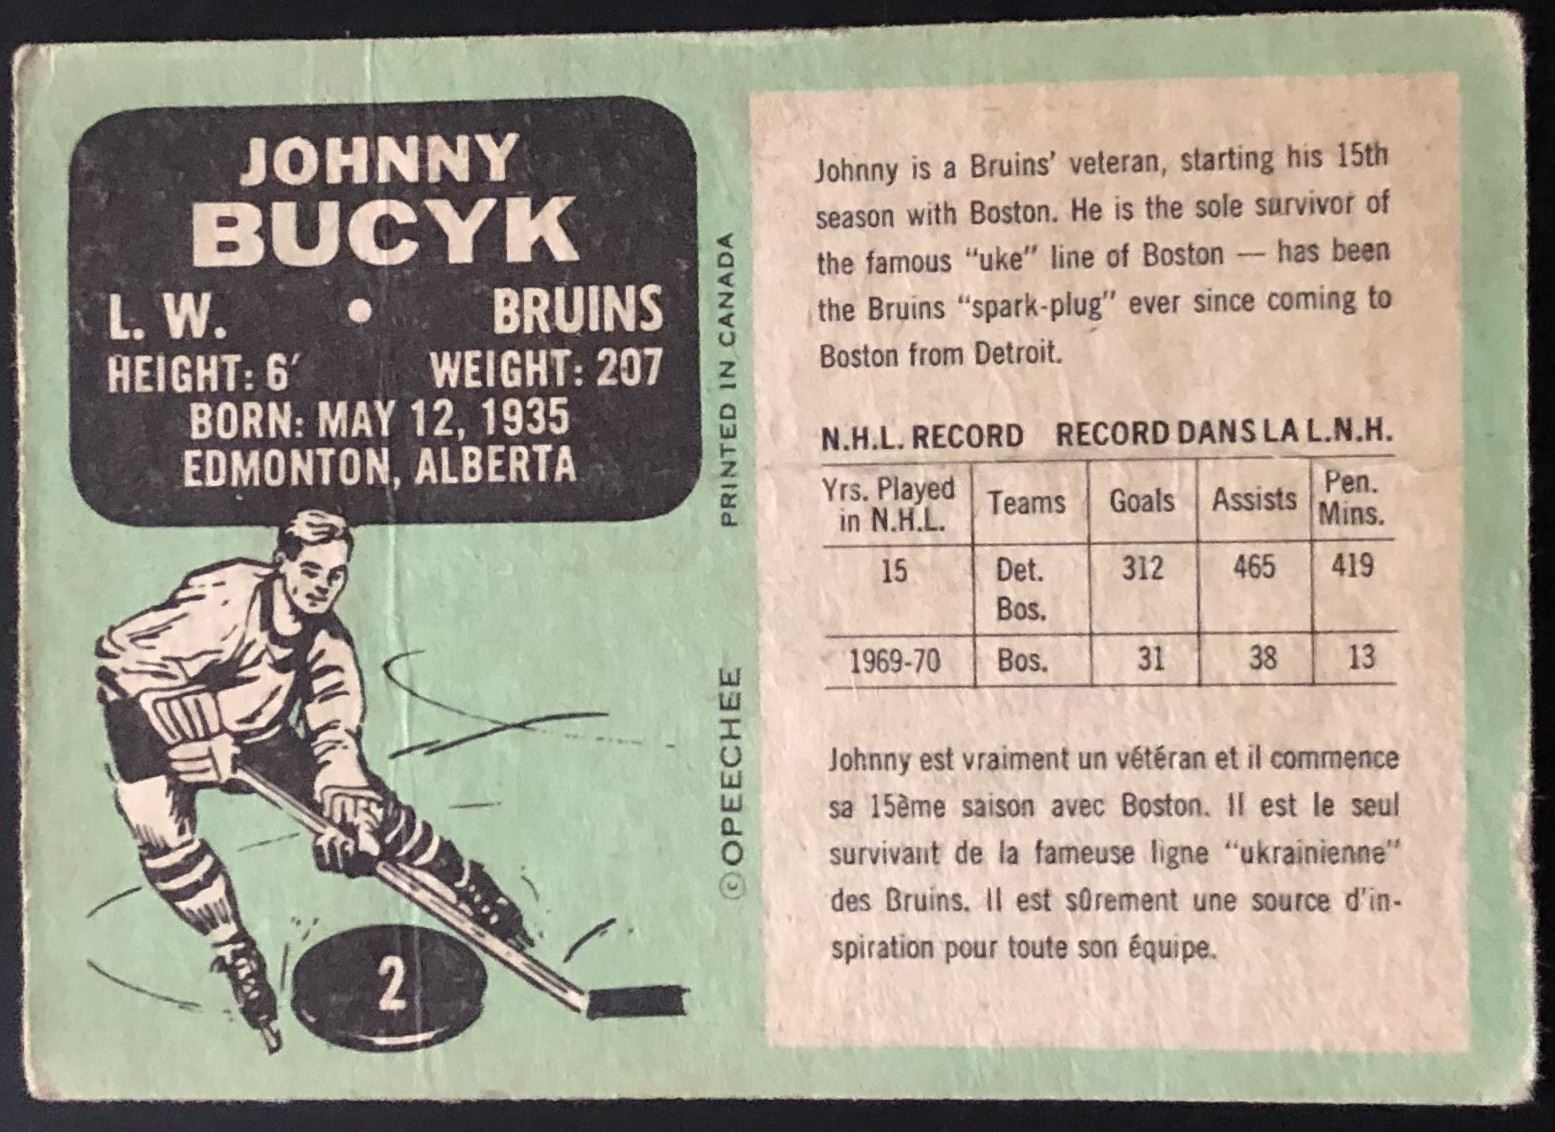 JOHNNY
BUCYK
L. W. • BRUINS
HEIGHT: 6′ WEIGHT: 207
BORN: MAY 12, 1935
EDMONTON, ALBERTA
2
PRINTED IN CANADA
©OPEECHEE
Johnny is a Bruins' veteran, starting his 15th
season with Boston. He is the sole survivor of
the famous "uke" line of Boston — has been
the Bruins "spark-plug" ever since coming to
Boston from Detroit.
N.H.L. RECORD RECORD DANS LA L.N.H.
Yrs. Played in N.H.L. Teams Goals Assists Pen. Mins.
15 Det. Bos. 312 465 419
1969-70 Bos. 31 38 13
Johnny est vraiment un vétéran et il commence
sa 15ème saison avec Boston. Il est le seul
survivant de la fameuse ligne "ukrainienne"
des Bruins. Il est sûrement une source d'in-
spiration pour toute son équipe.